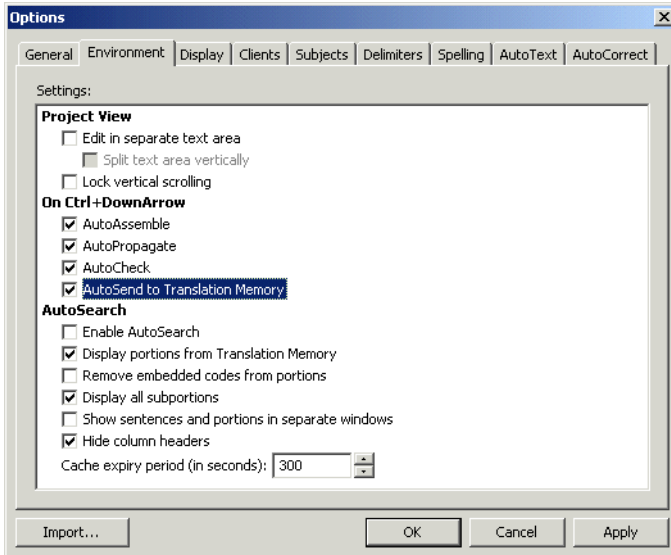 Options
General Environment Display Clients Subjects Delimiters Spelling AutoText AutoCorrect
Settings:
Project View
Edit in separate text area
Split text area vertically
Lock vertical scrolling
On Ctrl+DownArrow
AutoAssemble
AutoPropagate
AutoCheck
AutoSend to Translation Memory
AutoSearch
Enable AutoSearch
Display portions from Translation Memory
Remove embedded codes from portions
Display all subportions
Show sentences and portions in separate windows
Hide column headers
Cache expiry period (in seconds): 300
Import... OK Cancel Apply